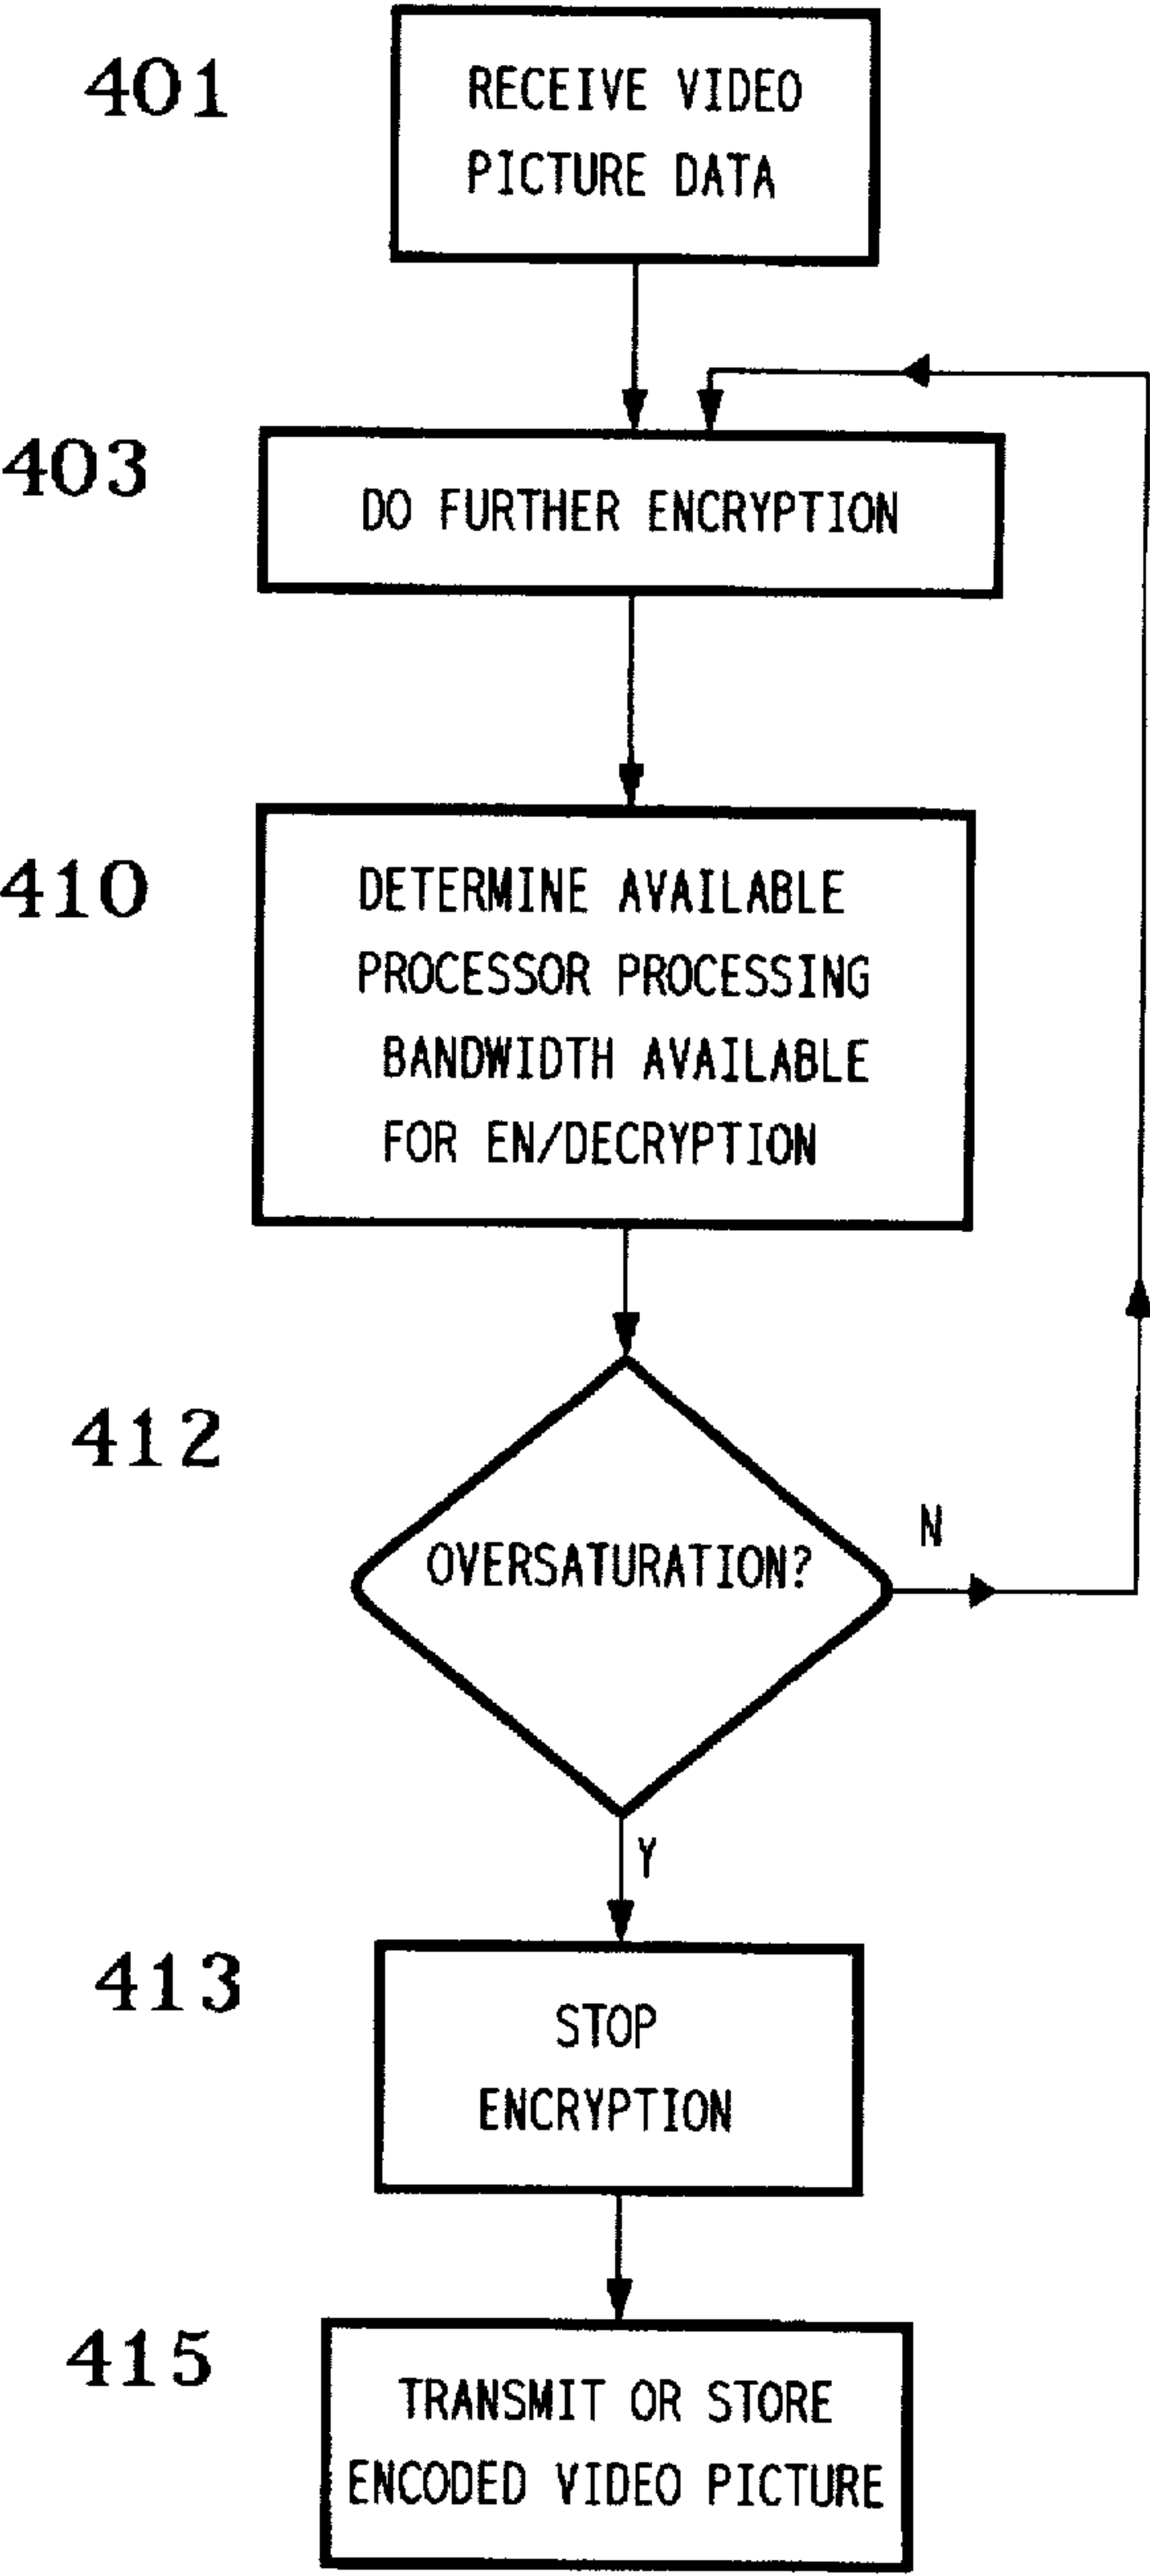 401
RECEIVE VIDEO
PICTURE DATA
403
DO FURTHER ENCRYPTION
410
DETERMINE AVAILABLE
PROCESSOR PROCESSING
BANDWIDTH AVAILABLE
FOR EN/DECRYPTION
412
OVERSATURATION?
N
Y
413
STOP
ENCRYPTION
415
TRANSMIT OR STORE
ENCODED VIDEO PICTURE